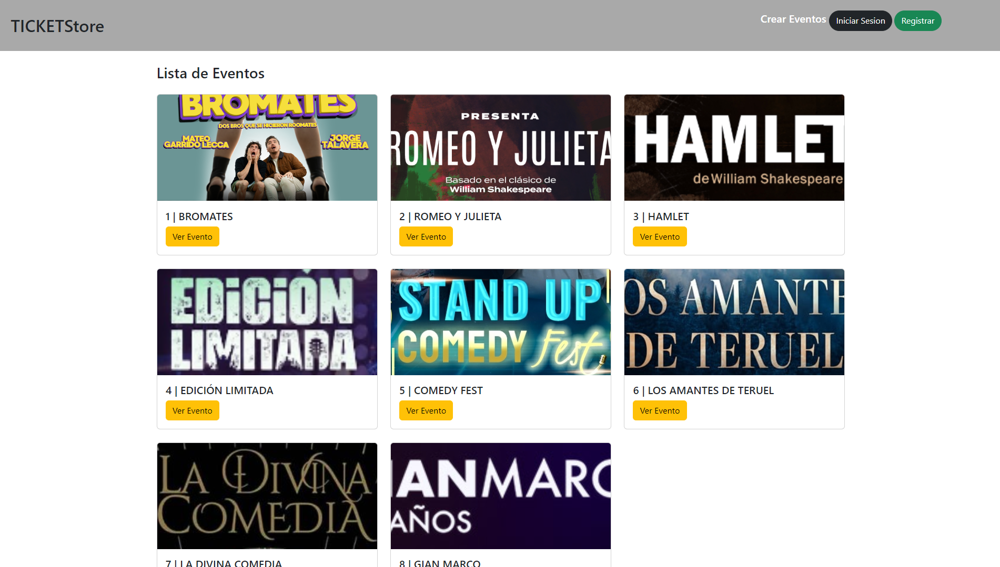 TICKETStore
Crear Eventos
Iniciar Sesion
Registrar
Lista de Eventos
BROMATES
DOS BROS QUE SE HICIERON ROOMATES
MATEO
GARRIDO LECCA
JORGE
TALAVERA
1 | BROMATES
Ver Evento
PRESENTA
ROMEO Y JULIETA
Basado en el clásico de
William Shakespeare
2 | ROMEO Y JULIETA
Ver Evento
HAMLET
de William Shakespeare
3 | HAMLET
Ver Evento
EDICIÓN
LIMITADA
4 | EDICIÓN LIMITADA
Ver Evento
STAND UP
COMEDY Fest
5 | COMEDY FEST
Ver Evento
OS AMANTE
DE TERUEL
6 | LOS AMANTES DE TERUEL
Ver Evento
LA DIVINA
COMEDIA
7 | LA DIVINA COMEDIA
IANMARC
AÑOS
8 | GIAN MARCO